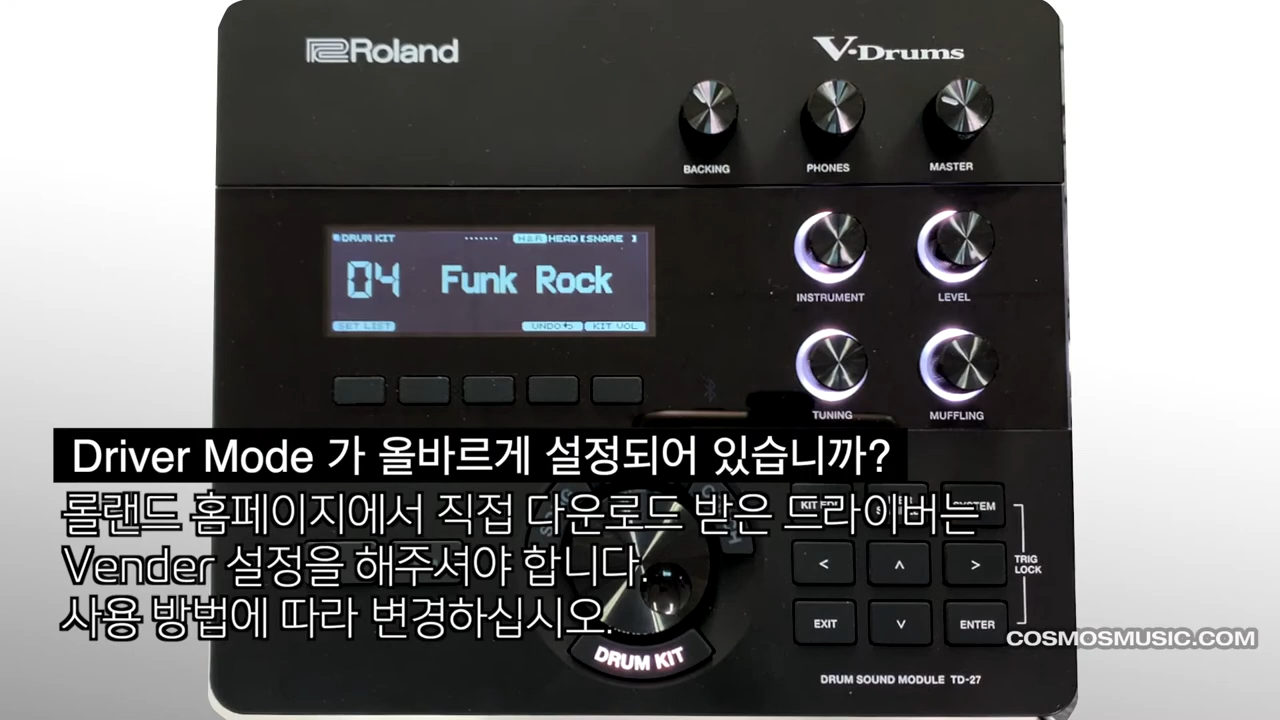 Roland
V-Drums
BACKING
PHONES
MASTER
DRUM KIT
H&R HEAD [SNARE ]
04 Funk Rock
INSTRUMENT
LEVEL
SET LIST
UNDO
KIT VOL
TUNING
MUFFLING
Driver Mode 가 올바르게 설정되어 있습니까?
롤랜드 홈페이지에서 직접 다운로드 받은 드라이버는
Vender 설정을 해주셔야 합니다.
사용 방법에 따라 변경하십시오.
SYSTEM
TRIG
LOCK
EXIT
ENTER
COSMOSMUSIC.COM
DRUM KIT
DRUM SOUND MODULE TD-27